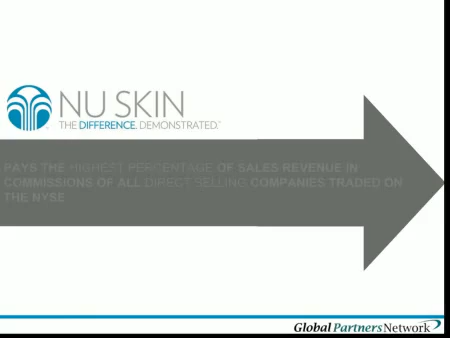 NU SKIN
THE DIFFERENCE. DEMONSTRATED.
PAYS THE HIGHEST PERCENTAGE OF SALES REVENUE IN
COMMISSIONS OF ALL DIRECT SELLING COMPANIES TRADED ON
THE NYSE
Global Partners Network